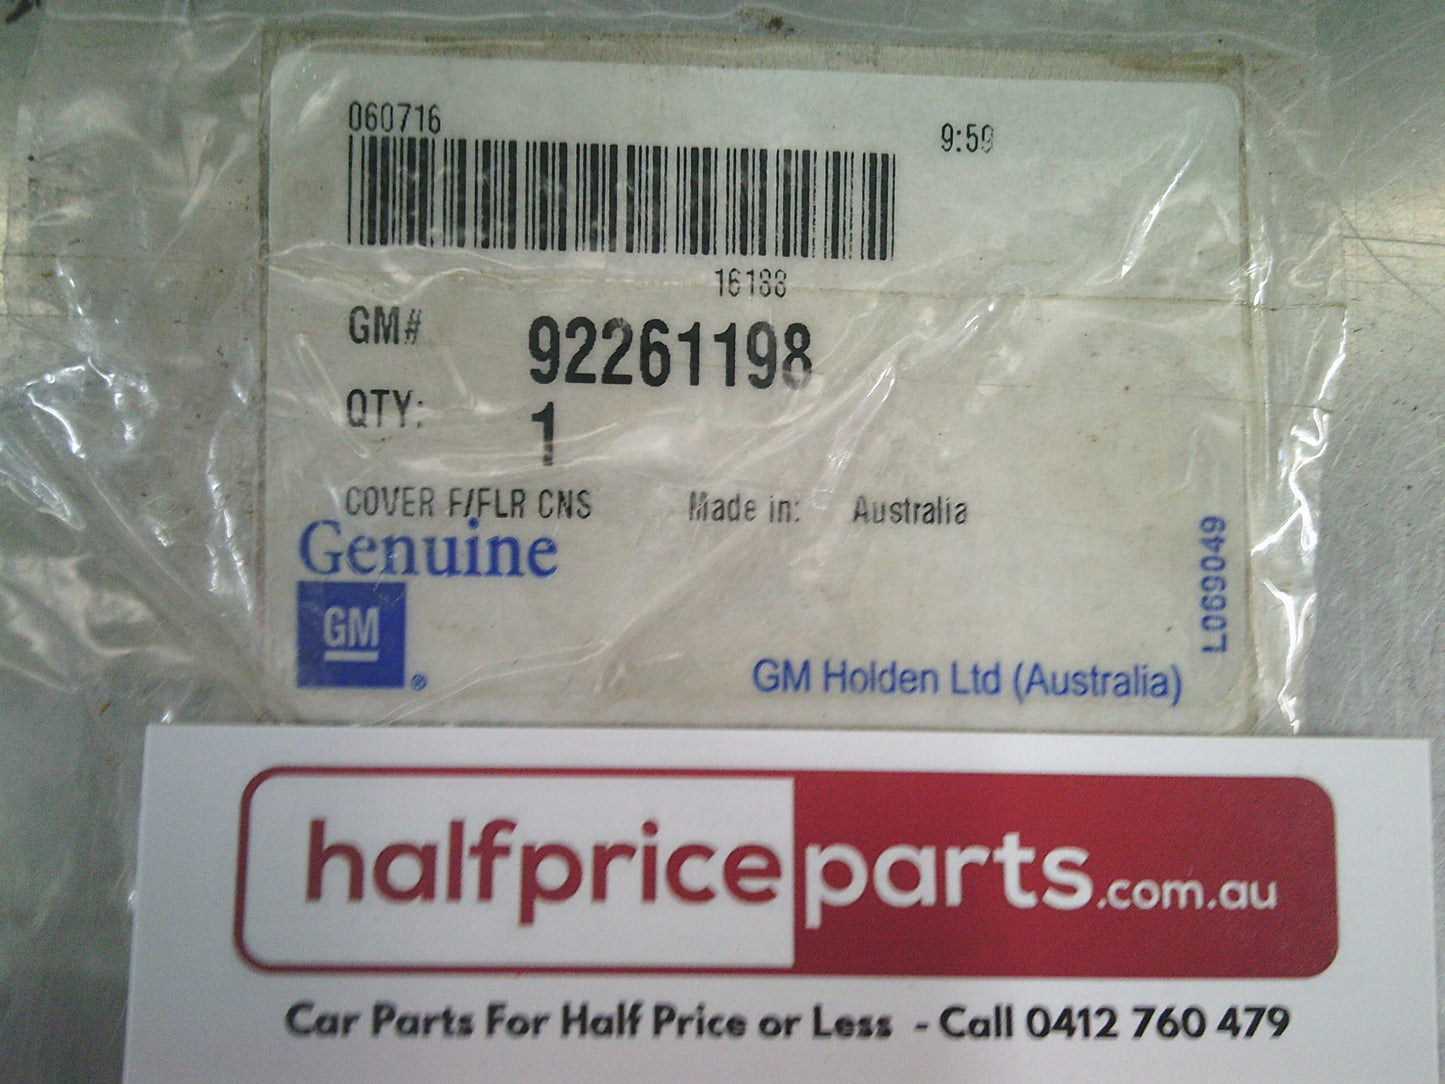 060716
9:59
16188
GM# 92261198
QTY: 1
COVER F/FLR CNS Made in: Australia
Genuine
GM
®
GM Holden Ltd (Australia)
L069049
halfpriceparts.com.au
Car Parts For Half Price or Less - Call 0412 760 479